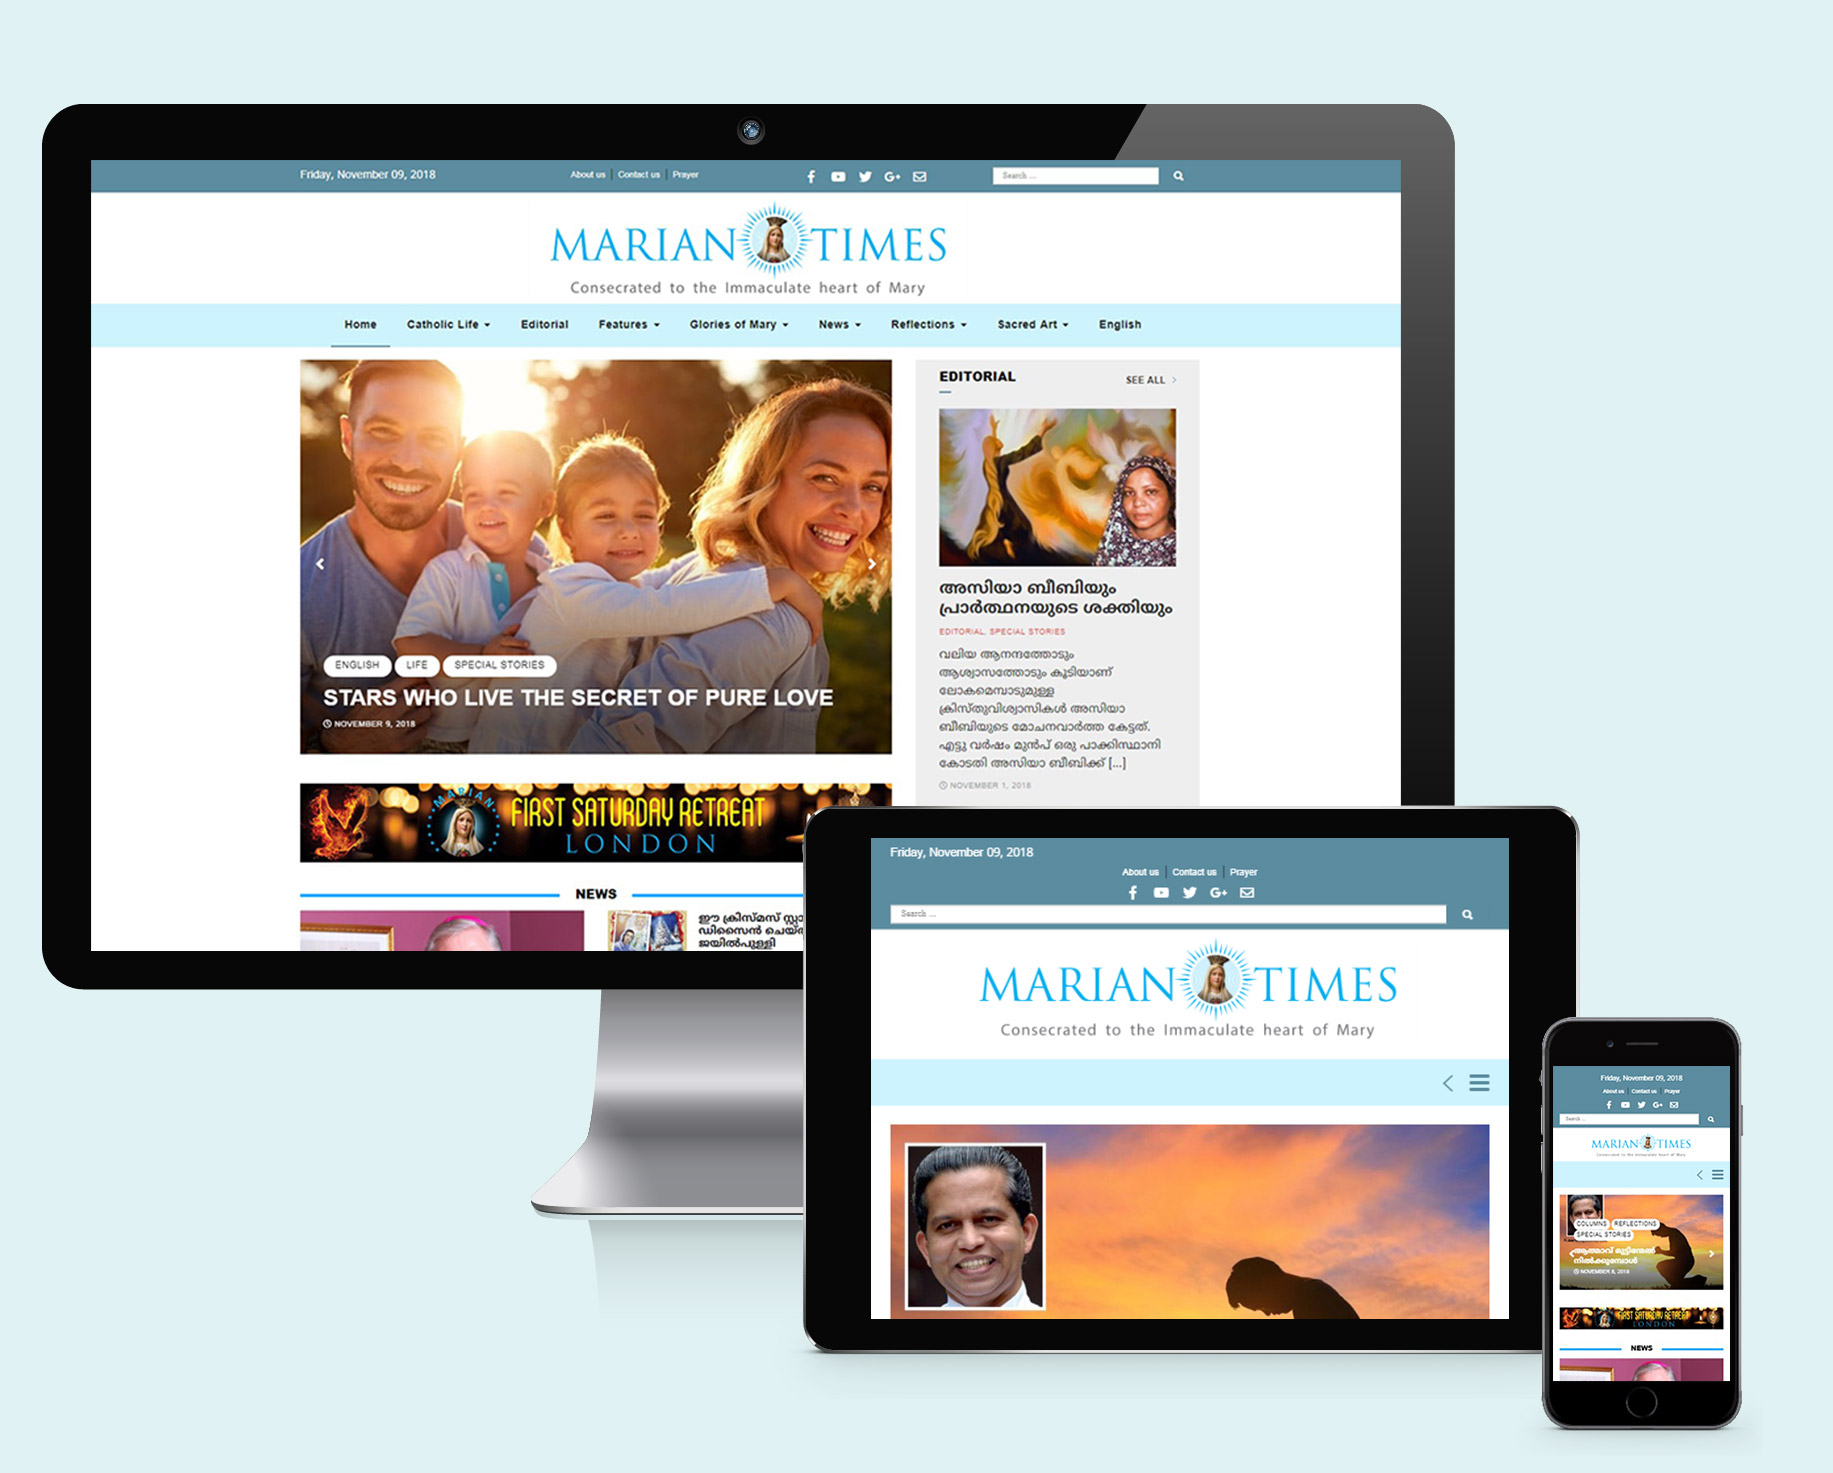 Friday, November 09, 2018
About us | Contact us | Prayer
Search ...
MARIAN TIMES
Consecrated to the Immaculate heart of Mary
Home Catholic Life Editorial Features Glories of Mary News Reflections Sacred Art English
ENGLISH LIFE SPECIAL STORIES
STARS WHO LIVE THE SECRET OF PURE LOVE
NOVEMBER 9, 2018
EDITORIAL SEE ALL
അസിയാ ബീബിയും
പ്രാർത്ഥനയുടെ ശക്തിയും
EDITORIAL, SPECIAL STORIES
വലിയ ആനന്ദത്തോടും
ആശ്വാസത്തോടും കൂടിയാണ്
ലോകമെമ്പാടുമുള്ള
ക്രിസ്തുവിശ്വാസികൾ അസിയാ
ബീബിയുടെ മോചനവാർത്ത കേട്ടത്.
എട്ടു വർഷം മുൻപ് ഒരു പാക്കിസ്ഥാനി
കോടതി അസിയാ ബീബിക്ക് [...]
NOVEMBER 1, 2018
MARIAN
FIRST SATURDAY RETREAT
LONDON
NEWS
ഈ ക്രിസ്മസ് സ്റ്റാ
ഡിസൈൻ ചെയ്ത
ജയിൽപുള്ളി
Friday, November 09, 2018
About us | Contact us | Prayer
Search ...
MARIAN TIMES
Consecrated to the Immaculate heart of Mary
Friday, November 09, 2018
About us | Contact us | Prayer
Search ...
MARIAN TIMES
Consecrated to the Immaculate heart of Mary
COLUMNS REFLECTIONS
SPECIAL STORIES
ആത്മാവ് മുട്ടിന്മേൽ
നിൽക്കുമ്പോൾ
NOVEMBER 8, 2018
FIRST SATURDAY RETREAT
LONDON
NEWS